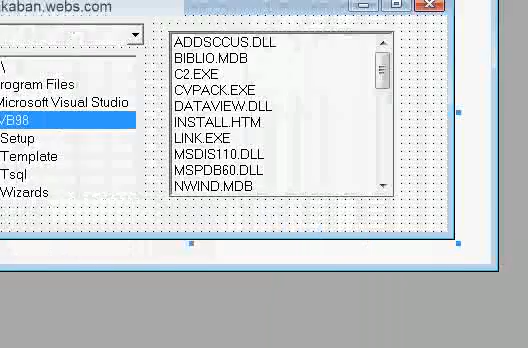 kaban.webs.com
\
rogram Files
Microsoft Visual Studio
VB98
Setup
Template
Tsql
Wizards
ADDSCCUS.DLL
BIBLIO.MDB
C2.EXE
CVPACK.EXE
DATAVIEW.DLL
INSTALL.HTM
LINK.EXE
MSDIS110.DLL
MSPDB60.DLL
NWIND.MDB